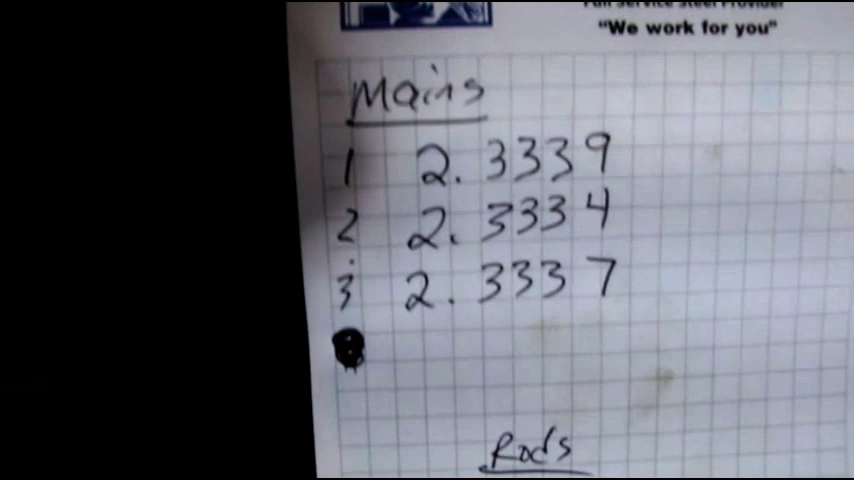 "We work for you"
Mains
1 2.3339
2 2.3334
3 2.3337
Rods